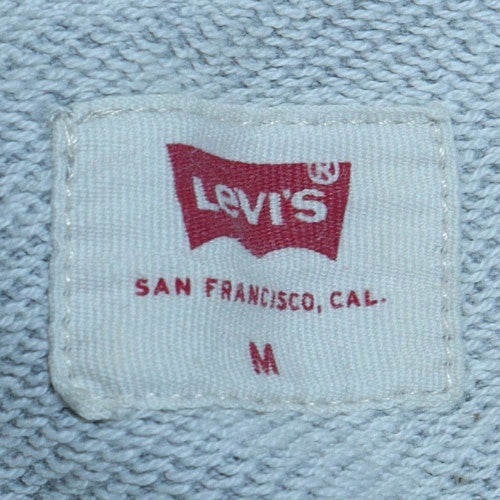 Levi's®
SAN FRANCISCO, CAL.
M